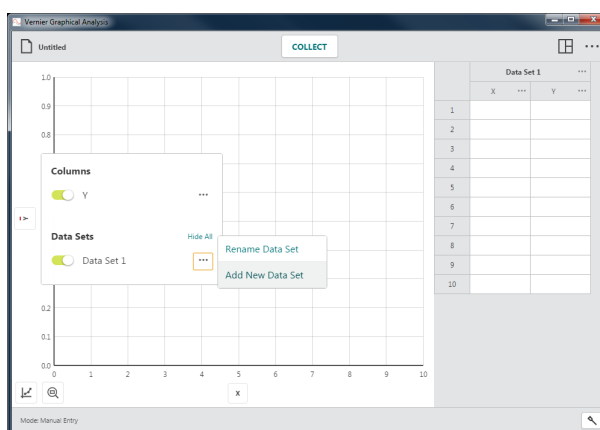 Vernier Graphical Analysis
Untitled
COLLECT
Data Set 1
X
Y
1
2
3
4
5
6
7
8
9
10
1.0
0.9
0.8
Columns
Y
Data Sets
Hide All
Data Set 1
Rename Data Set
Add New Data Set
Y
0.2
0.1
0.0
0 1 2 3 4 5 6 7 8 9 10
X
Mode: Manual Entry